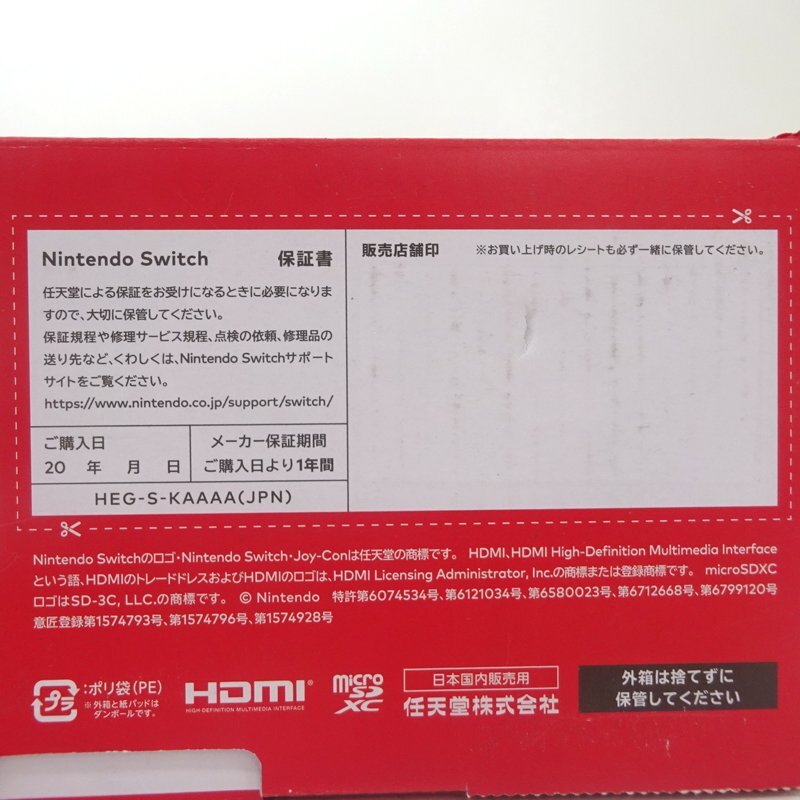 Nintendo Switch 保証書
任天堂による保証をお受けになるときに必要になりま
すので、大切に保管してください。
保証規程や修理サービス規程、点検の依頼、修理品の
送り先など、くわしくは、Nintendo Switchサポート
サイトをご覧ください。
https://www.nintendo.co.jp/support/switch/
ご購入日
20 年 月 日
メーカー保証期間
ご購入日より1年間
HEG-S-KAAAA(JPN)
販売店舗印 ※お買い上げ時のレシートも必ず一緒に保管してください。
Nintendo Switchのロゴ・Nintendo Switch・Joy-Conは任天堂の商標です。 HDMI、HDMI High-Definition Multimedia Interface
という語、HDMIのトレードドレスおよびHDMIのロゴは、HDMI Licensing Administrator, Inc.の商標または登録商標です。 microSDXC
ロゴはSD-3C, LLC.の商標です。 © Nintendo 特許第6074534号、第6121034号、第6580023号、第6712668号、第6799120号
意匠登録第1574793号、第1574796号、第1574928号
プラ
:ポリ袋(PE)
※外箱と紙パッドは
ダンボールです。
HDMI®
HIGH-DEFINITION MULTIMEDIA INTERFACE
micro
SD
XC
日本国内販売用
任天堂株式会社
外箱は捨てずに
保管してください